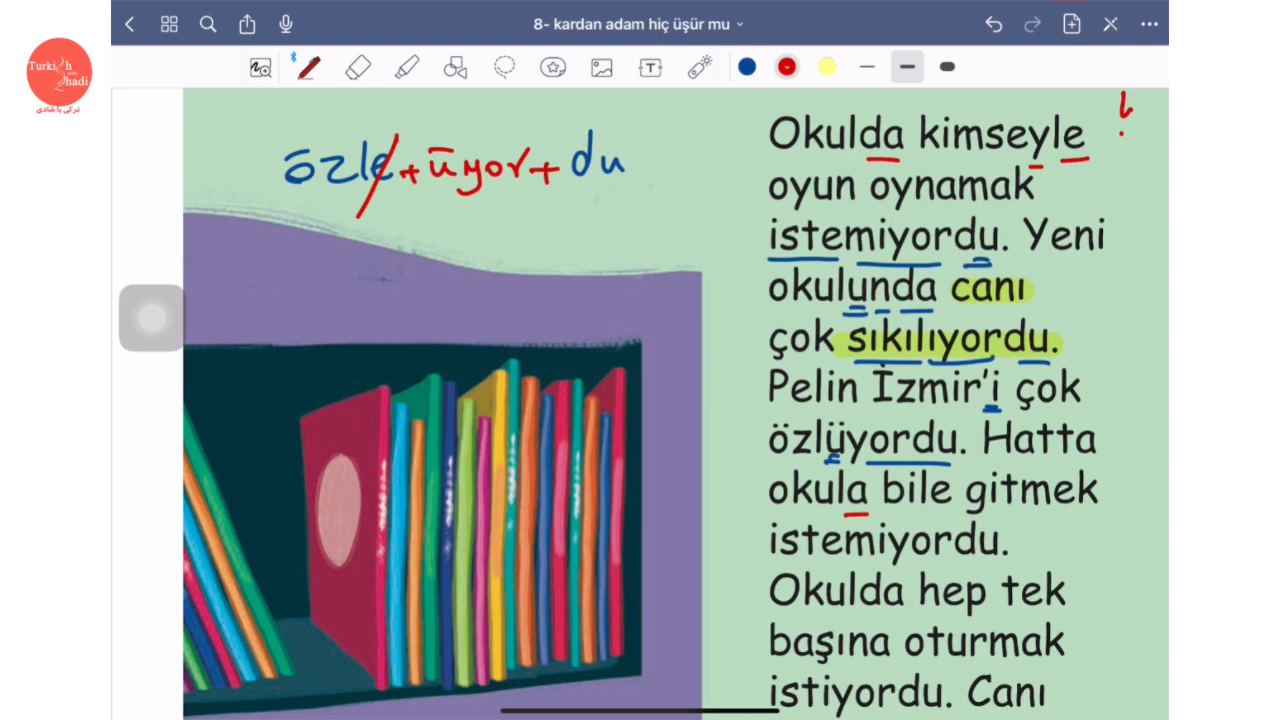 8- kardan adam hiç üşür mu
Turkish
with
Shadi
ترکی با شادی
T
özle + üyor + du
!
Okulda kimseyle
oyun oynamak
istemiyordu. Yeni
okulunda canı
çok sıkılıyordu.
Pelin İzmir'i çok
özlüyordu. Hatta
okula bile gitmek
istemiyordu.
Okulda hep tek
başına oturmak
istiyordu. Canı